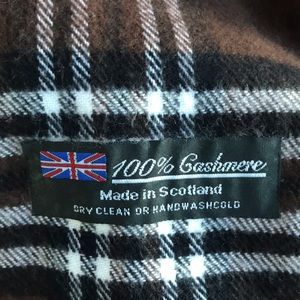 100% Cashmere
Made in Scotland
DRY CLEAN OR HANDWASHCOLD